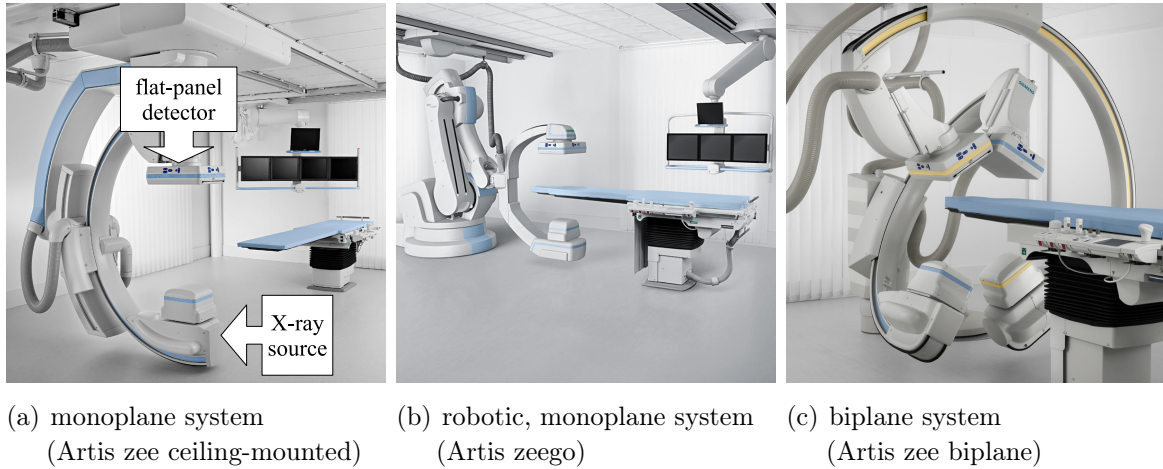 flat-panel
detector
X-ray
source
SIEMENS
(a) monoplane system
(Artis zee ceiling-mounted)
(b) robotic, monoplane system
(Artis zeego)
(c) biplane system
(Artis zee biplane)